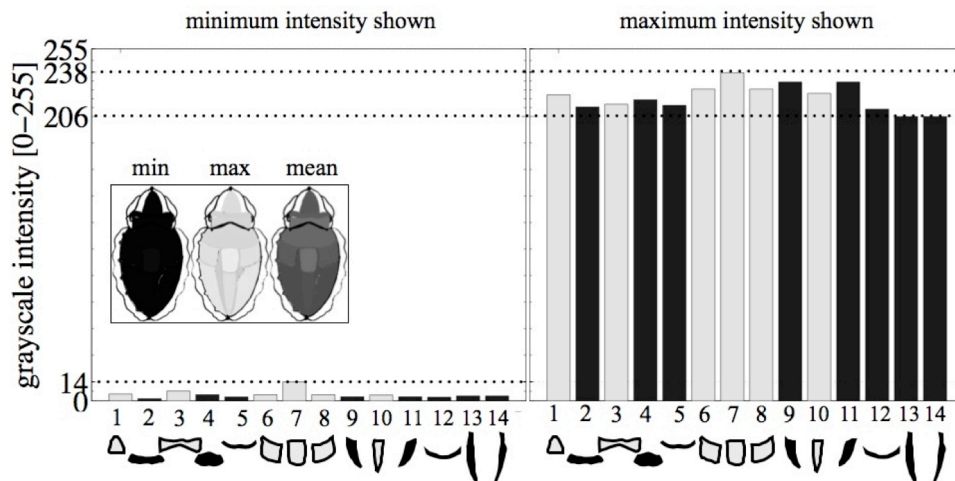 minimum intensity shown
maximum intensity shown
grayscale intensity [0-255]
255
238
206
14
0
min max mean
1 2 3 4 5 6 7 8 9 10 11 12 13 14
1 2 3 4 5 6 7 8 9 10 11 12 13 14